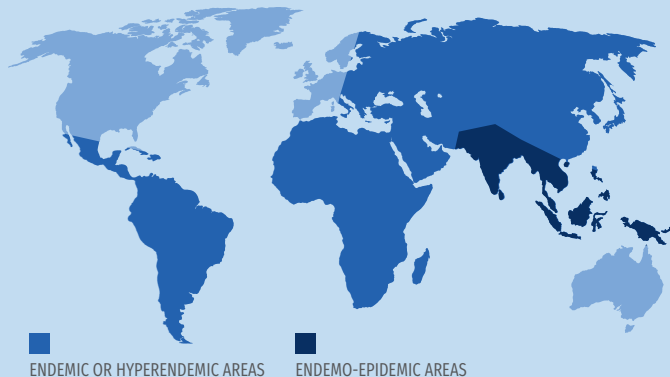 ENDEMIC OR HYPERENDEMIC AREAS
ENDEMO-EPIDEMIC AREAS